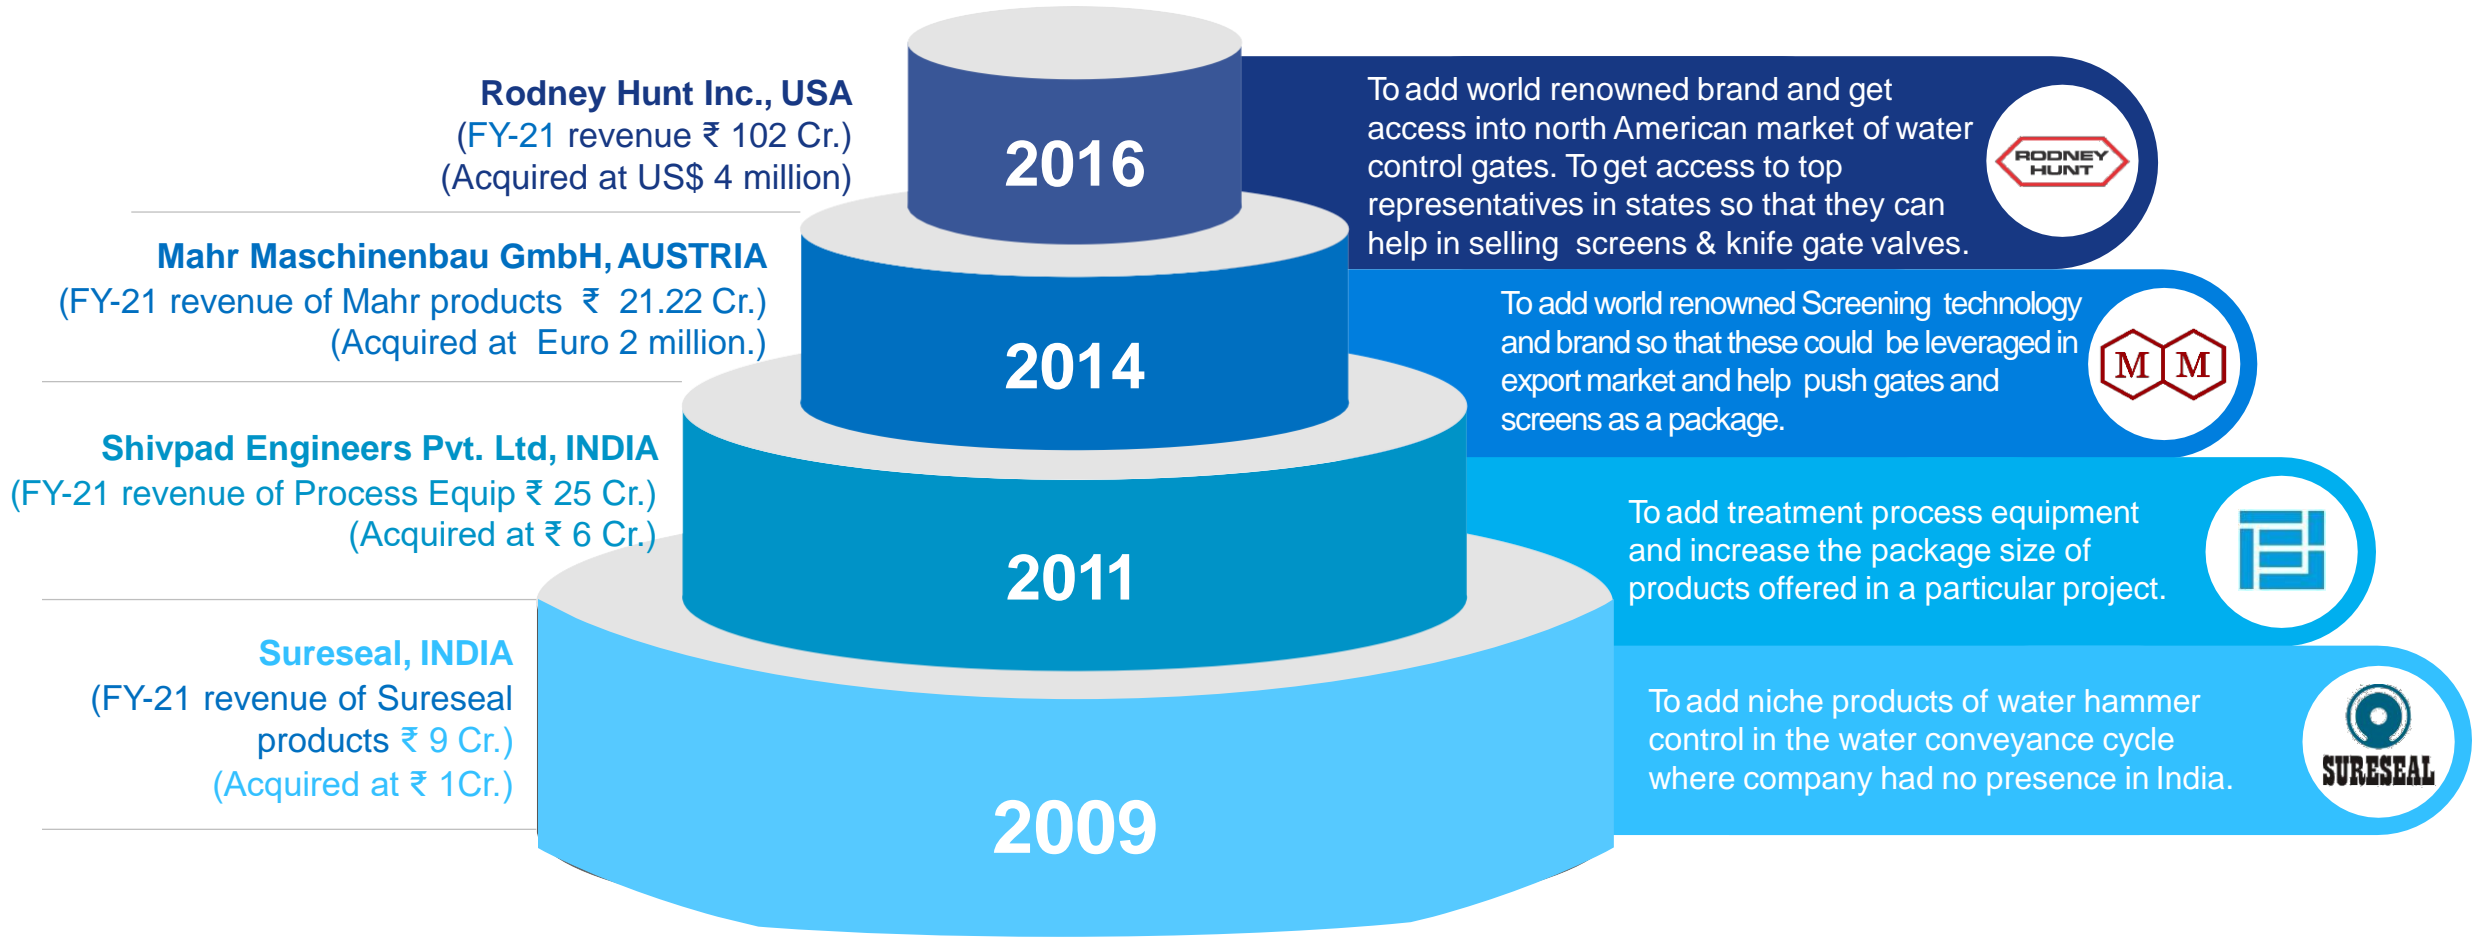 Rodney Hunt Inc., USA
(FY-21 revenue ₹ 102 Cr.)
(Acquired at US$ 4 million)
2016
To add world renowned brand and get
access into north American market of water
control gates. To get access to top
representatives in states so that they can
help in selling screens & knife gate valves.
RODNEY
HUNT
Mahr Maschinenbau GmbH, AUSTRIA
(FY-21 revenue of Mahr products ₹ 21.22 Cr.)
(Acquired at Euro 2 million.)
2014
To add world renowned Screening technology
and brand so that these could be leveraged in
export market and help push gates and
screens as a package.
M M
Shivpad Engineers Pvt. Ltd, INDIA
(FY-21 revenue of Process Equip ₹ 25 Cr.)
(Acquired at ₹ 6 Cr.)
2011
To add treatment process equipment
and increase the package size of
products offered in a particular project.
Sureseal, INDIA
(FY-21 revenue of Sureseal
products ₹ 9 Cr.)
(Acquired at ₹ 1Cr.)
2009
To add niche products of water hammer
control in the water conveyance cycle
where company had no presence in India.
SURESEAL